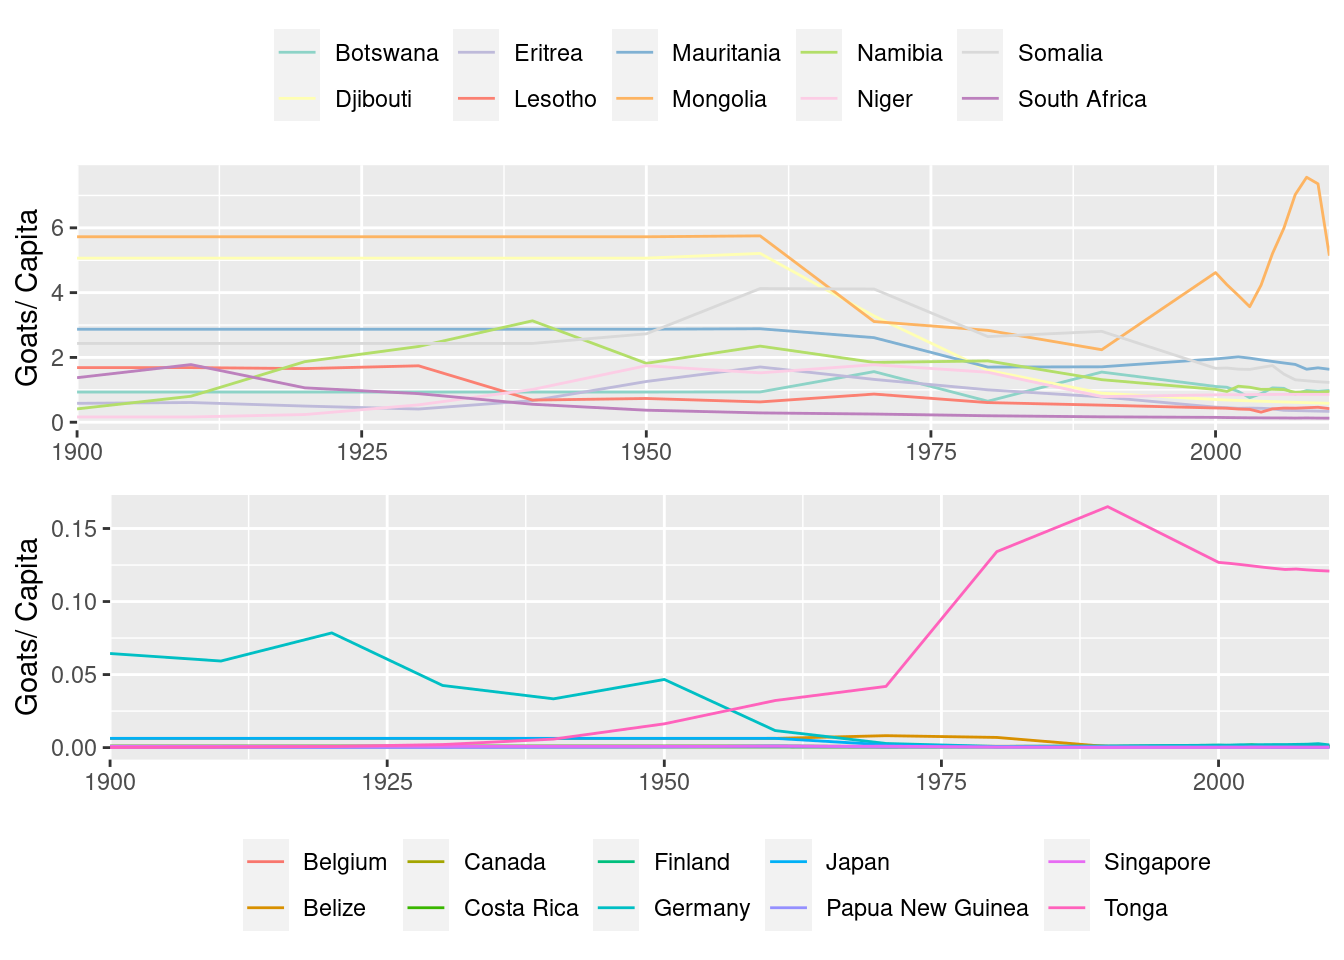 Botswana Eritrea Mauritania Namibia Somalia
Djibouti Lesotho Mongolia Niger South Africa
Goats/ Capita
6
4
2
0
1900 1925 1950 1975 2000
Goats/ Capita
0.15
0.10
0.05
0.00
1900 1925 1950 1975 2000
Belgium Canada Finland Japan Singapore
Belize Costa Rica Germany Papua New Guinea Tonga